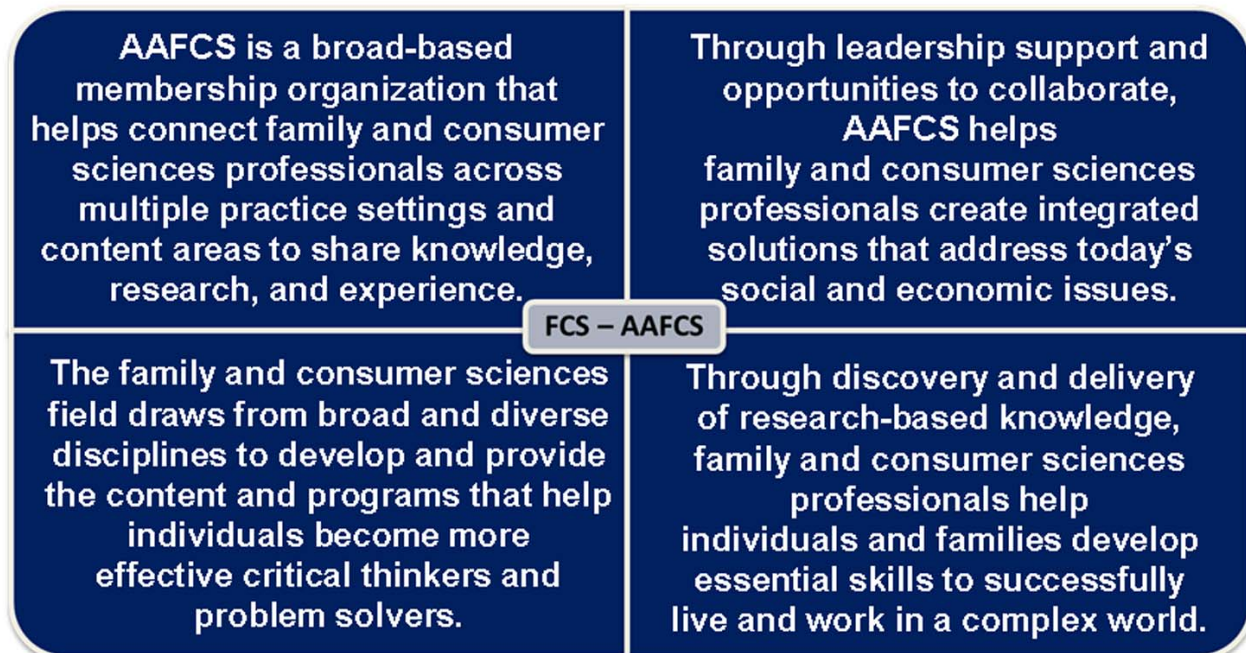 AAFCS is a broad-based
membership organization that
helps connect family and consumer
sciences professionals across
multiple practice settings and
content areas to share knowledge,
research, and experience.
Through leadership support and
opportunities to collaborate,
AAFCS helps
family and consumer sciences
professionals create integrated
solutions that address today’s
social and economic issues.
FCS – AAFCS
The family and consumer sciences
field draws from broad and diverse
disciplines to develop and provide
the content and programs that help
individuals become more
effective critical thinkers and
problem solvers.
Through discovery and delivery
of research-based knowledge,
family and consumer sciences
professionals help
individuals and families develop
essential skills to successfully
live and work in a complex world.